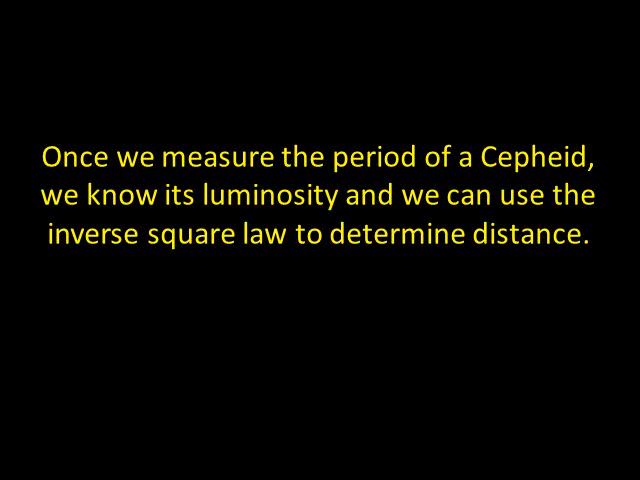 Once we measure the period of a Cepheid,
we know its luminosity and we can use the
inverse square law to determine distance.